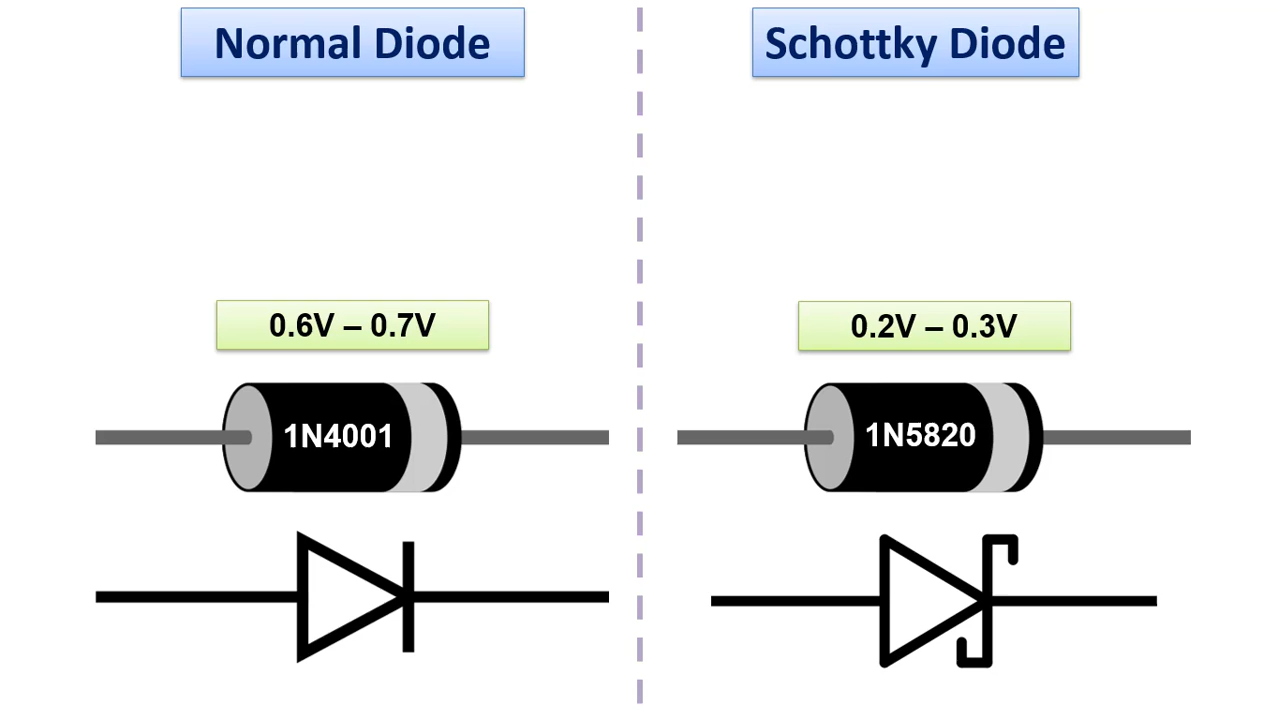 Normal Diode
Schottky Diode
0.6V – 0.7V
0.2V – 0.3V
1N4001
1N5820